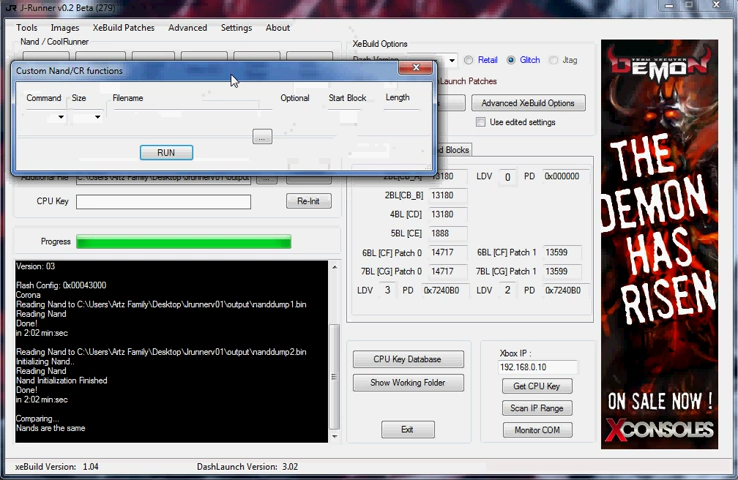 J-Runner v0.2 Beta (279)
Tools Images XeBuild Patches Advanced Settings About
Nand / CoolRunner
XeBuild Options
Retail Glitch Jtag
Launch Patches
Advanced XeBuild Options
Use edited settings
Custom Nand/CR functions
Command Size Filename Optional Start Block Length
...
RUN
Blocks
Additional File C:\Users\Artz Family\Desktop\Jrunnerv01\output ...
CPU Key Re-Init
Progress
13180 LDV 0 PD 0x000000
2BL[CB_B] 13180
4BL [CD] 13180
5BL [CE] 1888
6BL [CF] Patch 0 14717 6BL [CF] Patch 1 13599
7BL [CG] Patch 0 14717 7BL [CG] Patch 1 13599
LDV 3 PD 0x7240B0 LDV 2 PD 0x7240B0
Version: 03
Flash Config: 0x00043000
Corona
Reading Nand to C:\Users\Artz Family\Desktop\Jrunnerv01\output\nanddump1.bin
Reading Nand
Done!
in 2:02 min:sec
Reading Nand to C:\Users\Artz Family\Desktop\Jrunnerv01\output\nanddump2.bin
Initializing Nand..
Reading Nand
Nand Initialization Finished
Done!
in 2:02 min:sec
Comparing...
Nands are the same
CPU Key Database
Show Working Folder
Exit
Xbox IP :
192.168.0.10
Get CPU Key
Scan IP Range
Monitor COM
TEAM XECUTER
DEMON
THE
DEMON
HAS
RISEN
ON SALE NOW !
XCONSOLES
xeBuild Version: 1.04 DashLaunch Version: 3.02